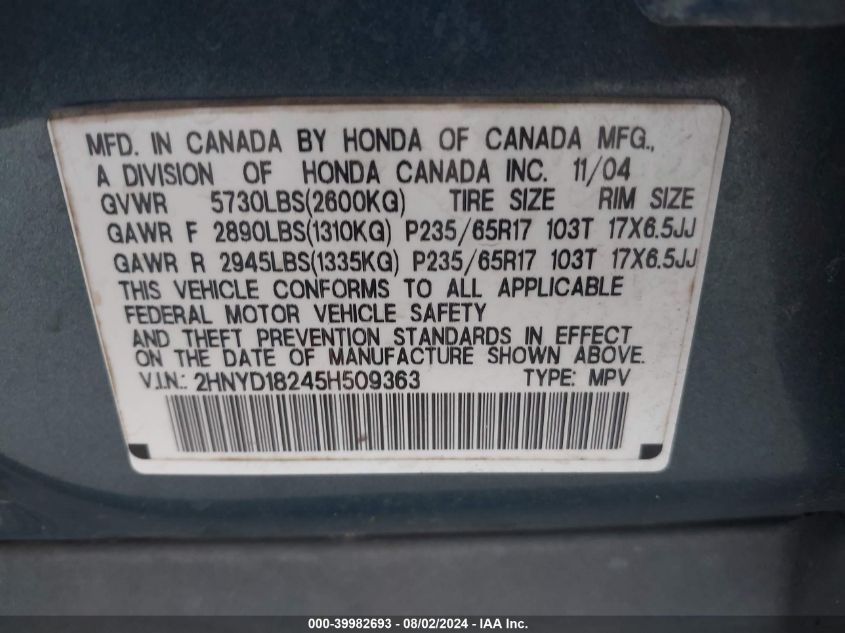 MFD. IN CANADA BY HONDA OF CANADA MFG.,
A DIVISION OF HONDA CANADA INC. 11/04
GVWR 5730LBS(2600KG) TIRE SIZE RIM SIZE
GAWR F 2890LBS(1310KG) P235/65R17 103T 17X6.5JJ
GAWR R 2945LBS(1335KG) P235/65R17 103T 17X6.5JJ
THIS VEHICLE CONFORMS TO ALL APPLICABLE
FEDERAL MOTOR VEHICLE SAFETY
AND THEFT PREVENTION STANDARDS IN EFFECT
ON THE DATE OF MANUFACTURE SHOWN ABOVE.
V.I.N.: 2HNYD18245H509363 TYPE: MPV
000-39982693 - 08/02/2024 - IAA Inc.